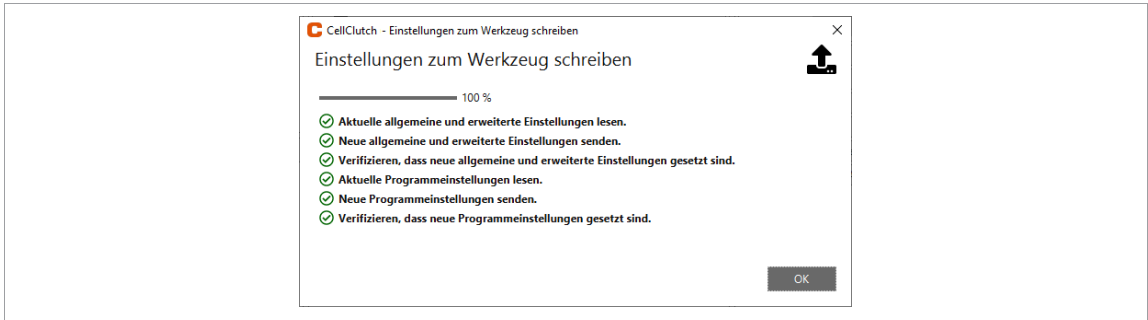 CellClutch - Einstellungen zum Werkzeug schreiben
Einstellungen zum Werkzeug schreiben
100 %
Aktuelle allgemeine und erweiterte Einstellungen lesen.
Neue allgemeine und erweiterte Einstellungen senden.
Verifizieren, dass neue allgemeine und erweiterte Einstellungen gesetzt sind.
Aktuelle Programmeinstellungen lesen.
Neue Programmeinstellungen senden.
Verifizieren, dass neue Programmeinstellungen gesetzt sind.
OK